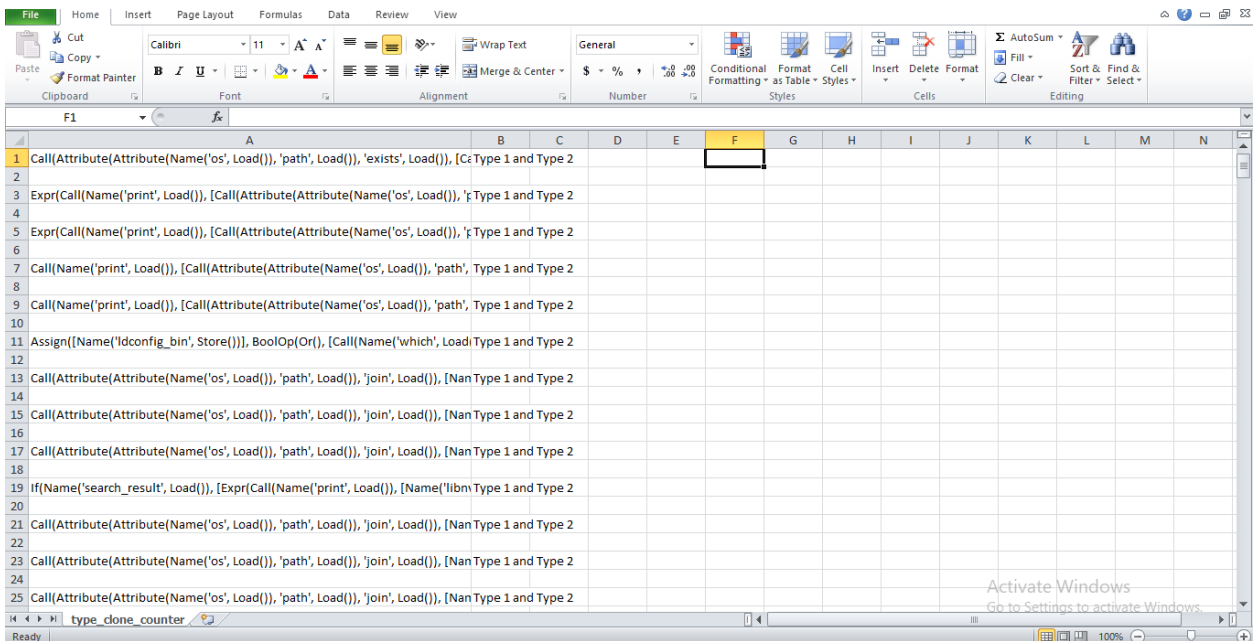 File Home Insert Page Layout Formulas Data Review View
Cut
Copy
Format Painter
Paste
Clipboard
Calibri 11 A A
B I U A
Font
Wrap Text
Merge & Center
Alignment
General
$ % , .0 .00 .00 .0
Number
Conditional Formatting
Format as Table
Cell Styles
Styles
Insert Delete Format
Cells
Σ AutoSum
Fill
Clear
Sort & Filter
Find & Select
Editing
F1 fx
A B C D E F G H I J K L M N
1 Call(Attribute(Attribute(Name('os', Load()), 'path', Load()), 'exists', Load()), [Ca Type 1 and Type 2
2
3 Expr(Call(Name('print', Load()), [Call(Attribute(Attribute(Name('os', Load()), 'p Type 1 and Type 2
4
5 Expr(Call(Name('print', Load()), [Call(Attribute(Attribute(Name('os', Load()), 'p Type 1 and Type 2
6
7 Call(Name('print', Load()), [Call(Attribute(Attribute(Name('os', Load()), 'path', Type 1 and Type 2
8
9 Call(Name('print', Load()), [Call(Attribute(Attribute(Name('os', Load()), 'path', Type 1 and Type 2
10
11 Assign([Name('ldconfig_bin', Store())], BoolOp(Or(), [Call(Name('which', Load( Type 1 and Type 2
12
13 Call(Attribute(Attribute(Name('os', Load()), 'path', Load()), 'join', Load()), [Nan Type 1 and Type 2
14
15 Call(Attribute(Attribute(Name('os', Load()), 'path', Load()), 'join', Load()), [Nan Type 1 and Type 2
16
17 Call(Attribute(Attribute(Name('os', Load()), 'path', Load()), 'join', Load()), [Nan Type 1 and Type 2
18
19 If(Name('search_result', Load()), [Expr(Call(Name('print', Load()), [Name('libnv Type 1 and Type 2
20
21 Call(Attribute(Attribute(Name('os', Load()), 'path', Load()), 'join', Load()), [Nan Type 1 and Type 2
22
23 Call(Attribute(Attribute(Name('os', Load()), 'path', Load()), 'join', Load()), [Nan Type 1 and Type 2
24
25 Call(Attribute(Attribute(Name('os', Load()), 'path', Load()), 'join', Load()), [Nan Type 1 and Type 2
Activate Windows
Go to Settings to activate Windows.
type_clone_counter
Ready 100%